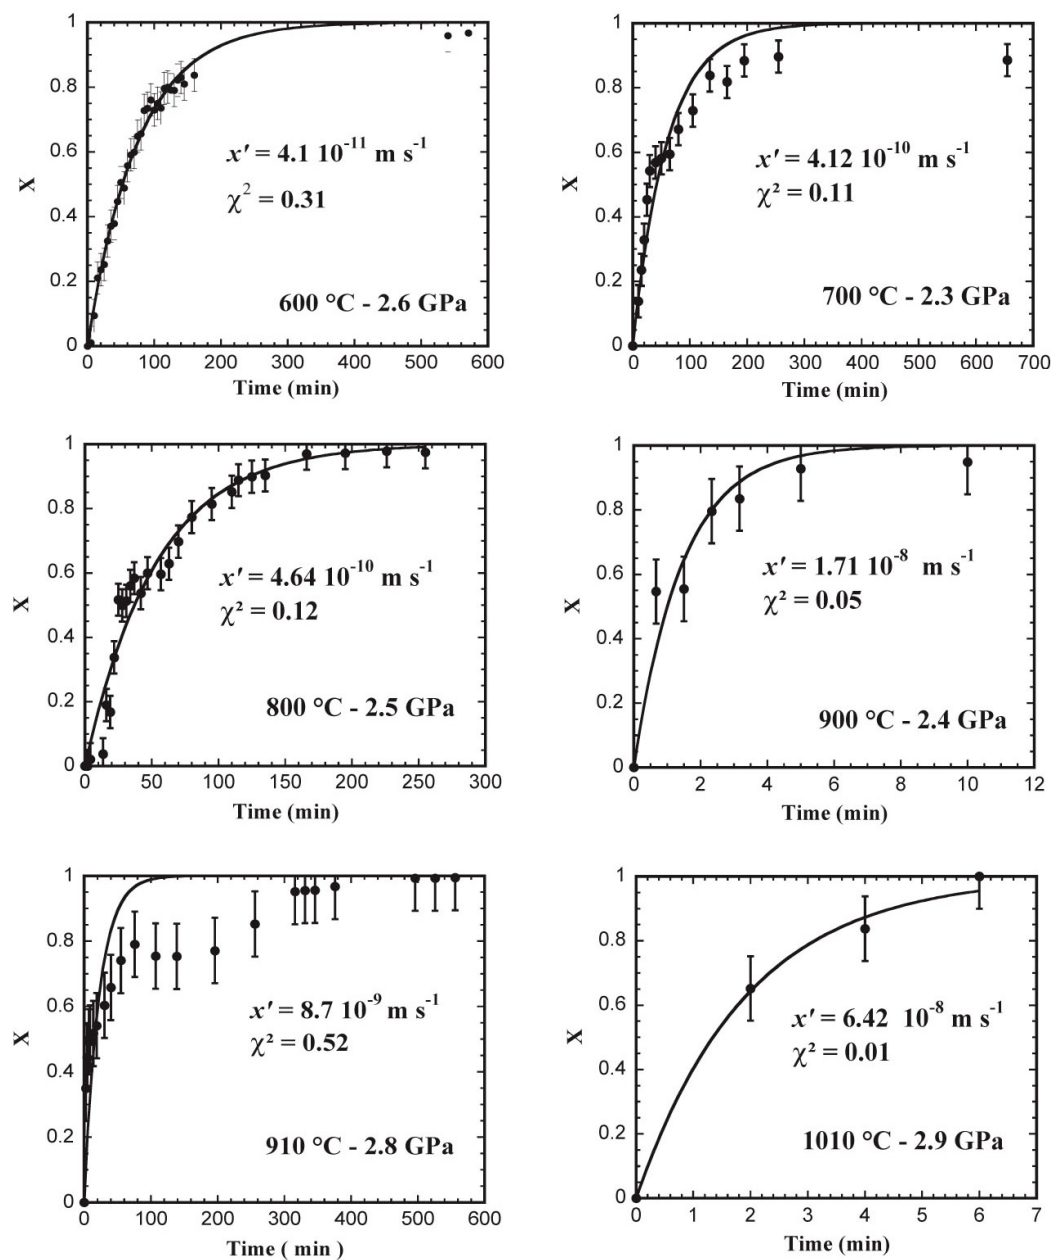 1
0.8
0.6
0.4
0.2
0
X
x' = 4.1 10⁻¹¹ m s⁻¹
χ² = 0.31
600 °C - 2.6 GPa
0 100 200 300 400 500 600
Time (min)
1
0.8
0.6
0.4
0.2
0
X
x' = 4.12 10⁻¹⁰ m s⁻¹
χ² = 0.11
700 °C - 2.3 GPa
0 100 200 300 400 500 600 700
Time (min)
1
0.8
0.6
0.4
0.2
0
X
x' = 4.64 10⁻¹⁰ m s⁻¹
χ² = 0.12
800 °C - 2.5 GPa
0 50 100 150 200 250 300
Time (min)
1
0.8
0.6
0.4
0.2
0
X
x' = 1.71 10⁻⁸ m s⁻¹
χ² = 0.05
900 °C - 2.4 GPa
0 2 4 6 8 10 12
Time (min)
1
0.8
0.6
0.4
0.2
0
X
x' = 8.7 10⁻⁹ m s⁻¹
χ² = 0.52
910 °C - 2.8 GPa
0 100 200 300 400 500 600
Time ( min )
1
0.8
0.6
0.4
0.2
0
X
x' = 6.42 10⁻⁸ m s⁻¹
χ² = 0.01
1010 °C - 2.9 GPa
0 1 2 3 4 5 6 7
Time (min)